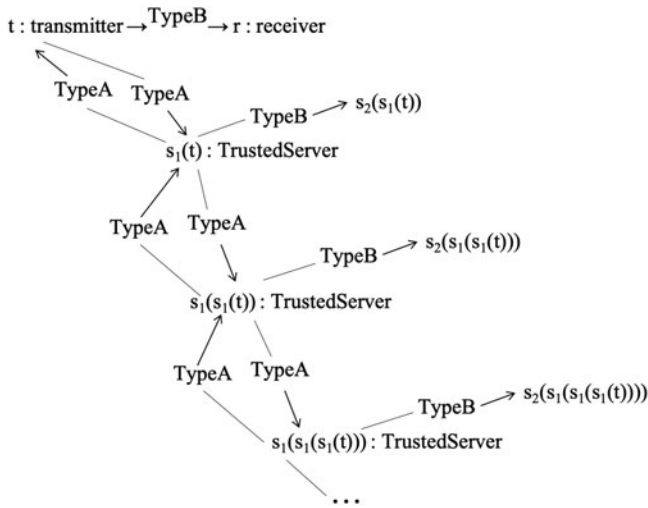 t : transmitter → TypeB → r : receiver
TypeA TypeA
TypeB → s₂(s₁(t))
s₁(t) : TrustedServer
TypeA TypeA
TypeB → s₂(s₁(s₁(t)))
s₁(s₁(t)) : TrustedServer
TypeA TypeA
TypeB → s₂(s₁(s₁(s₁(t))))
s₁(s₁(s₁(t))) : TrustedServer
...